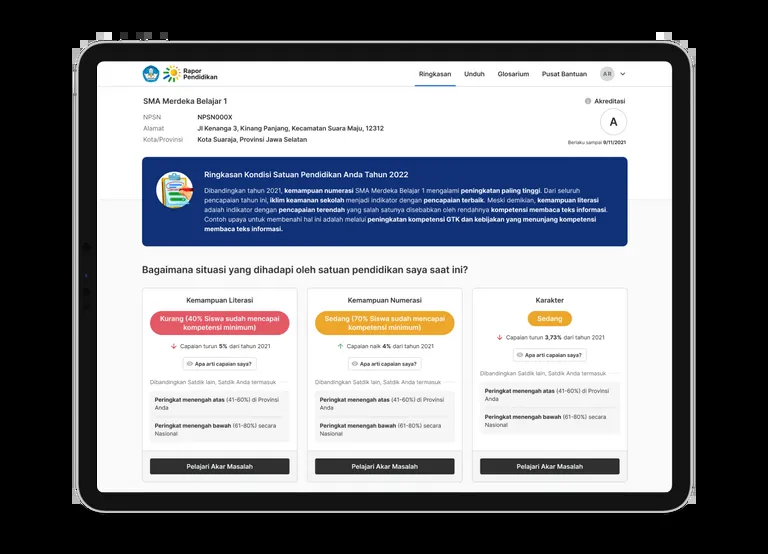 Rapor
Pendidikan
Ringkasan Unduh Glosarium Pusat Bantuan AR
SMA Merdeka Belajar 1
NPSN NPSN000X
Alamat Jl Kenanga 3, Kinang Panjang, Kecamatan Suara Maju, 12312
Kota/Provinsi Kota Suaraja, Provinsi Jawa Selatan
Akreditasi
A
Berlaku sampai 9/11/2021
Ringkasan Kondisi Satuan Pendidikan Anda Tahun 2022
Dibandingkan tahun 2021, kemampuan numerasi SMA Merdeka Belajar 1 mengalami peningkatan paling tinggi. Dari seluruh
pencapaian tahun ini, iklim keamanan sekolah menjadi indikator dengan pencapaian terbaik. Meski demikian, kemampuan literasi
adalah indikator dengan pencapaian terendah yang salah satunya disebabkan oleh rendahnya kompetensi membaca teks informasi.
Contoh upaya untuk membenahi hal ini adalah melalui peningkatan kompetensi GTK dan kebijakan yang menunjang kompetensi
membaca teks informasi.
Bagaimana situasi yang dihadapi oleh satuan pendidikan saya saat ini?
Kemampuan Literasi
Kurang (40% Siswa sudah mencapai
kompetensi minimum)
Capaian turun 5% dari tahun 2021
Apa arti capaian saya?
Dibandingkan Satdik lain, Satdik Anda termasuk
Peringkat menengah atas (41-60%) di Provinsi
Anda
Peringkat menengah bawah (61-80%) secara
Nasional
Pelajari Akar Masalah
Kemampuan Numerasi
Sedang (70% Siswa sudah mencapai
kompetensi minimum)
Capaian naik 4% dari tahun 2021
Apa arti capaian saya?
Dibandingkan Satdik lain, Satdik Anda termasuk
Peringkat menengah atas (41-60%) di Provinsi
Anda
Peringkat menengah bawah (61-80%) secara
Nasional
Pelajari Akar Masalah
Karakter
Sedang
Capaian turun 3,73% dari tahun 2021
Apa arti capaian saya?
Dibandingkan Satdik lain, Satdik Anda termasuk
Peringkat menengah atas (41-60%) di Provinsi
Anda
Peringkat menengah bawah (61-80%) secara
Nasional
Pelajari Akar Masalah